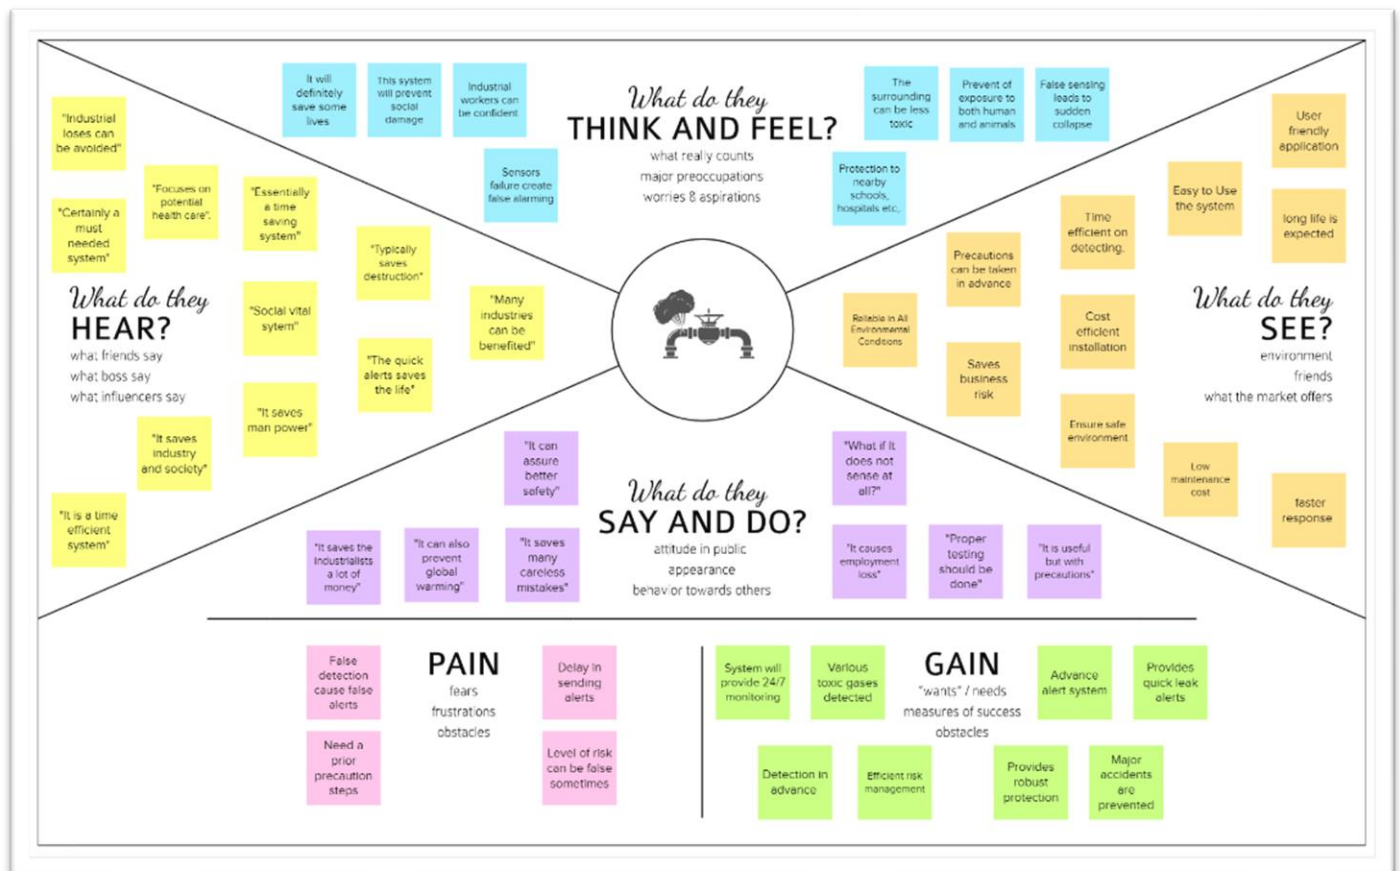 It will
definitely
save some
lives
This system
will prevent
social
damage
Industrial
workers can
be confident
Sensors
failure create
false alarming
What do they
THINK AND FEEL?
what really counts
major preoccupations
worries & aspirations
The
surrounding
can be less
toxic
Prevent of
exposure to
both human
and animals
False sensing
leads to
sudden
collapse
Protection to
nearby
schools,
hospitals etc,.
"Industrial
loses can
be avoided"
"Focuses on
potential
health care".
"Essentially
a time
saving
system"
"Certainly a
must
needed
system"
"Typically
saves
destruction"
"Social vital
sytem"
"Many
industries
can be
benefited"
What do they
HEAR?
what friends say
what boss say
what influencers say
"The quick
alerts saves
the life"
"It saves
man power"
"It saves
industry
and society"
"It is a time
efficient
system"
User
friendly
application
Easy to Use
the system
long life is
expected
Time
efficient on
detecting.
Precautions
can be taken
in advance
Reliable in All
Environmental
Conditions
Cost
efficient
installation
What do they
SEE?
environment
friends
what the market offers
Saves
business
risk
Ensure safe
environment
Low
maintenance
cost
faster
response
"It can
assure
better
safety"
"It saves the
Industrialists
a lot of
money"
"It can also
prevent
global
warming"
"It saves
many
careless
mistakes"
What do they
SAY AND DO?
attitude in public
appearance
behavior towards others
"What if it
does not
sense at
all?"
"It causes
employment
loss"
"Proper
testing
should be
done"
"It is useful
but with
precautions"
False
detection
cause false
alerts
Need a
prior
precaution
steps
PAIN
fears
frustrations
obstacles
Delay in
sending
alerts
Level of risk
can be false
sometimes
System will
provide 24/7
monitoring
Various
toxic gases
detected
GAIN
"wants" / needs
measures of success
obstacles
Advance
alert system
Provides
quick leak
alerts
Detection in
advance
Efficient risk
management
Provides
robust
protection
Major
accidents
are
prevented